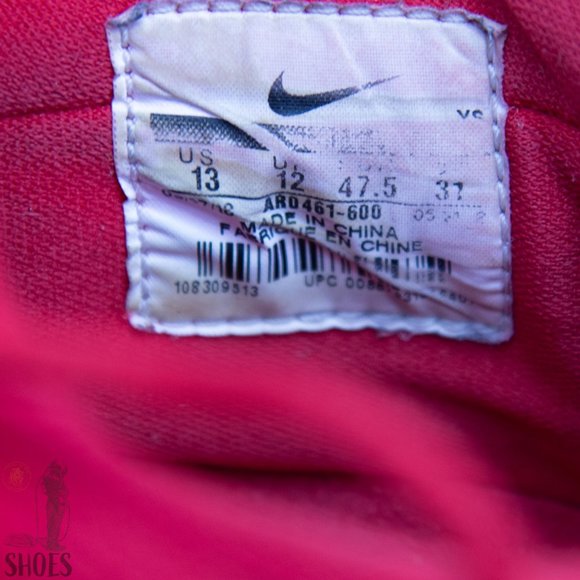 US
13 12 47.5 31
AR0461-600
MADE IN CHINA
FABRIQUE EN CHINE
108309513
UPC
SHOES